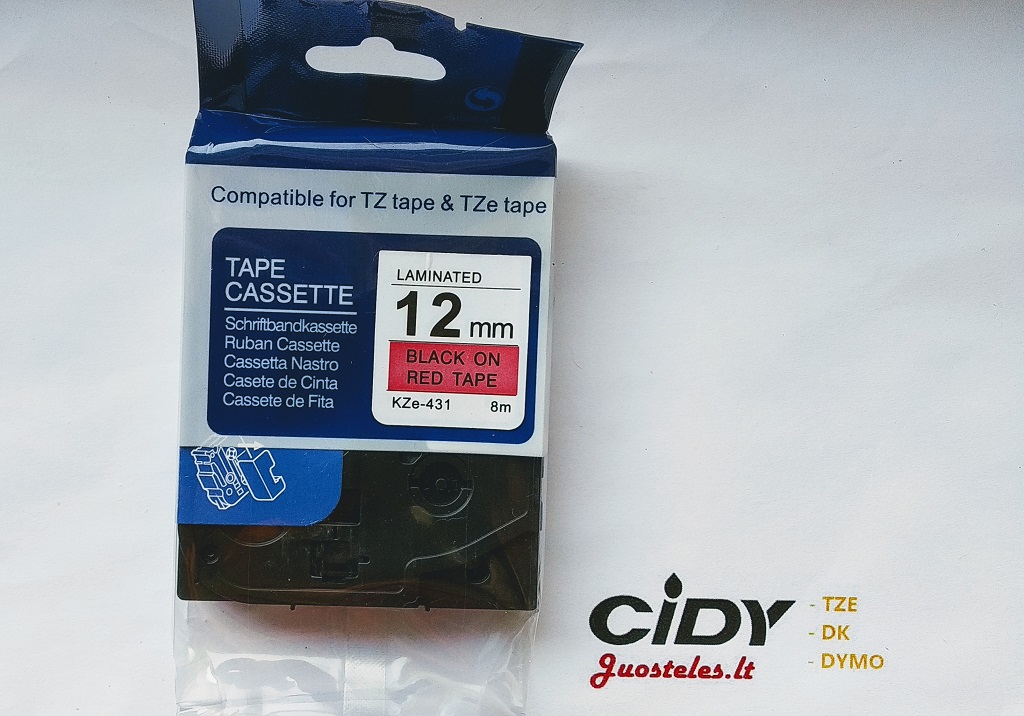 Compatible for TZ tape & TZe tape
TAPE
CASSETTE
Schriftbandkassette
Ruban Cassette
Cassetta Nastro
Casete de Cinta
Cassete de Fita
LAMINATED
12 mm
BLACK ON
RED TAPE
KZe-431 8m
CiDY
Juosteles.lt
- TZE
- DK
- DYMO